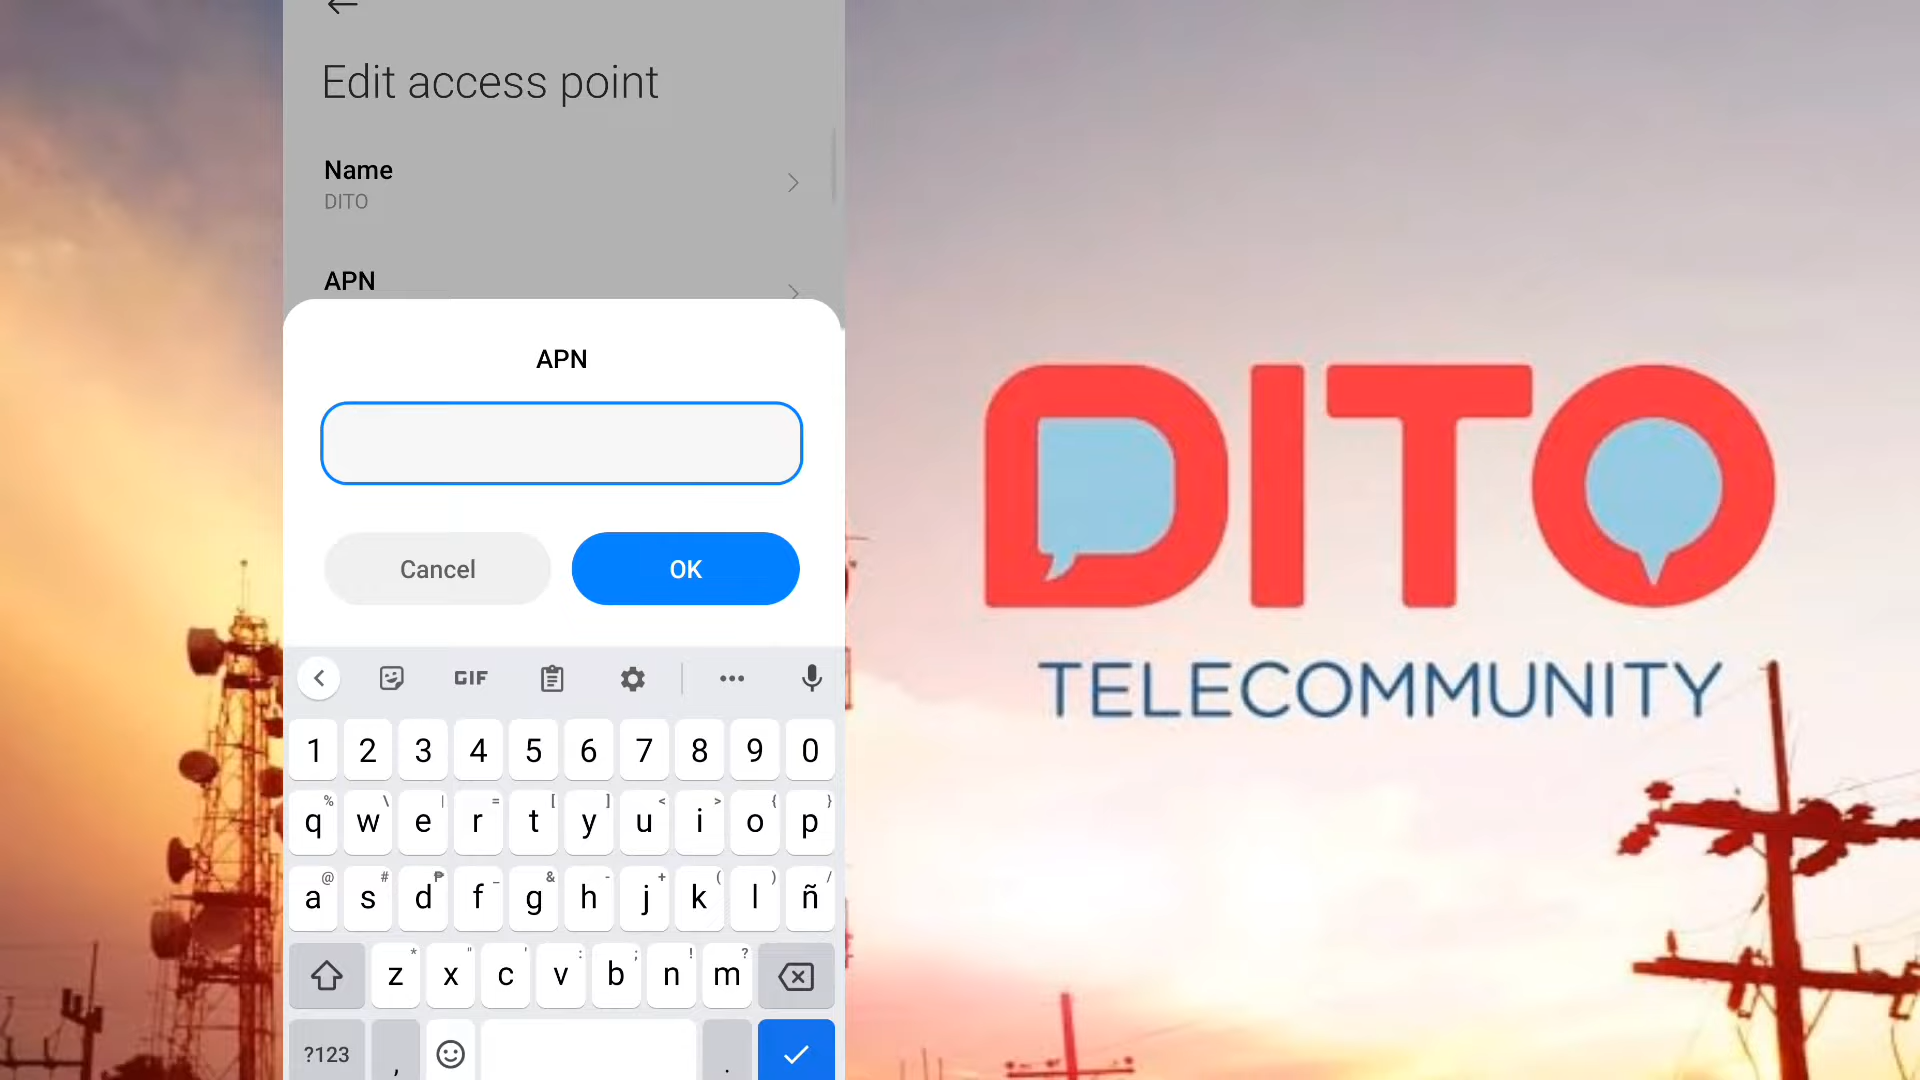 Edit access point
Name
DITO
APN
APN
Cancel
OK
GIF
1 2 3 4 5 6 7 8 9 0
% \ | = [ ] < > { }
q w e r t y u i o p
@ # ₱ _ & - + ( ) /
a s d f g h j k l ñ
* " ' : ; ! ?
z x c v b n m
?123 , .
DITO
TELECOMMUNITY